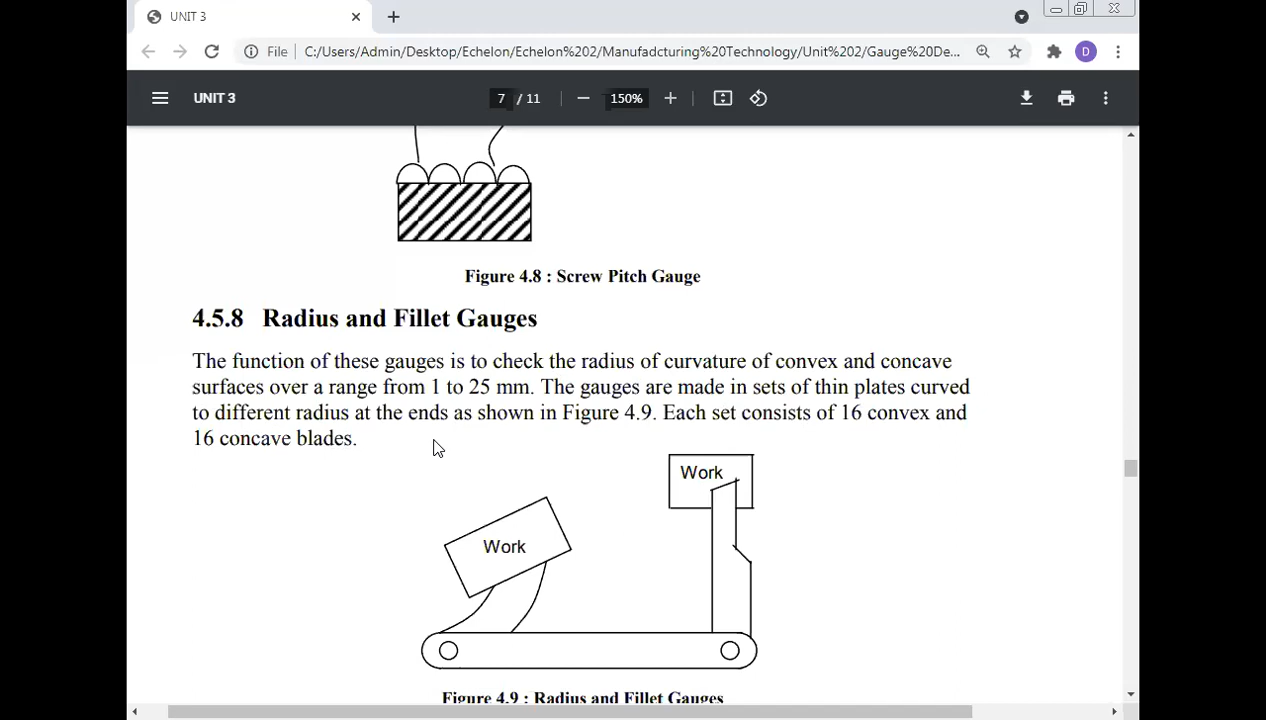 UNIT 3
File
C:/Users/Admin/Desktop/Echelon/Echelon%202/Manufadcturing%20Technology/Unit%202/Gauge%20De...
D
UNIT 3
7 / 11
150%
Figure 4.8 : Screw Pitch Gauge
4.5.8 Radius and Fillet Gauges
The function of these gauges is to check the radius of curvature of convex and concave
surfaces over a range from 1 to 25 mm. The gauges are made in sets of thin plates curved
to different radius at the ends as shown in Figure 4.9. Each set consists of 16 convex and
16 concave blades.
Work
Work
Figure 4.9 : Radius and Fillet Gauges